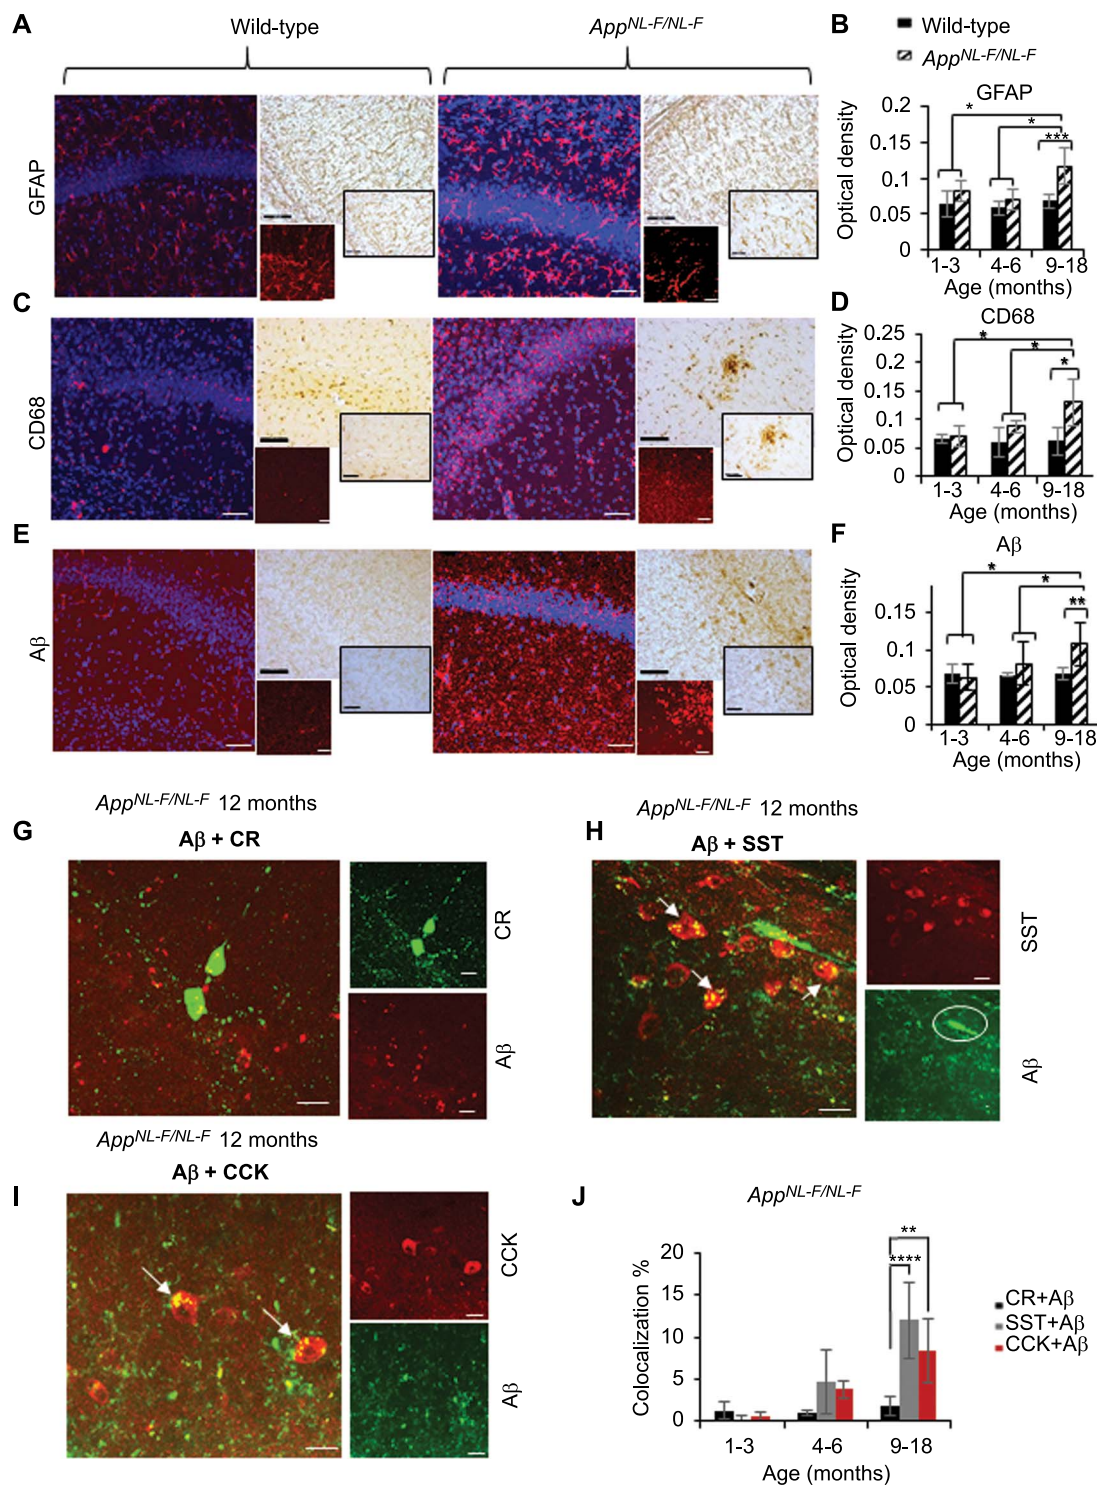 A
Wild-type
App^NL-F/NL-F
GFAP
B
Wild-type
App^NL-F/NL-F
GFAP
*
*
***
Optical density
0.2
0.15
0.1
0.05
0
1-3 4-6 9-18
Age (months)
C
CD68
D
CD68
*
*
*
Optical density
0.25
0.2
0.15
0.1
0.05
0
1-3 4-6 9-18
Age (months)
E
Aβ
F
Aβ
*
*
**
Optical density
0.15
0.1
0.05
0
1-3 4-6 9-18
Age (months)
App^NL-F/NL-F 12 months
G
Aβ + CR
CR
Aβ
App^NL-F/NL-F 12 months
H
Aβ + SST
SST
Aβ
App^NL-F/NL-F 12 months
I
Aβ + CCK
CCK
Aβ
J
App^NL-F/NL-F
**
****
Colocalization %
20
15
10
5
0
1-3 4-6 9-18
Age (months)
CR+Aβ
SST+Aβ
CCK+Aβ